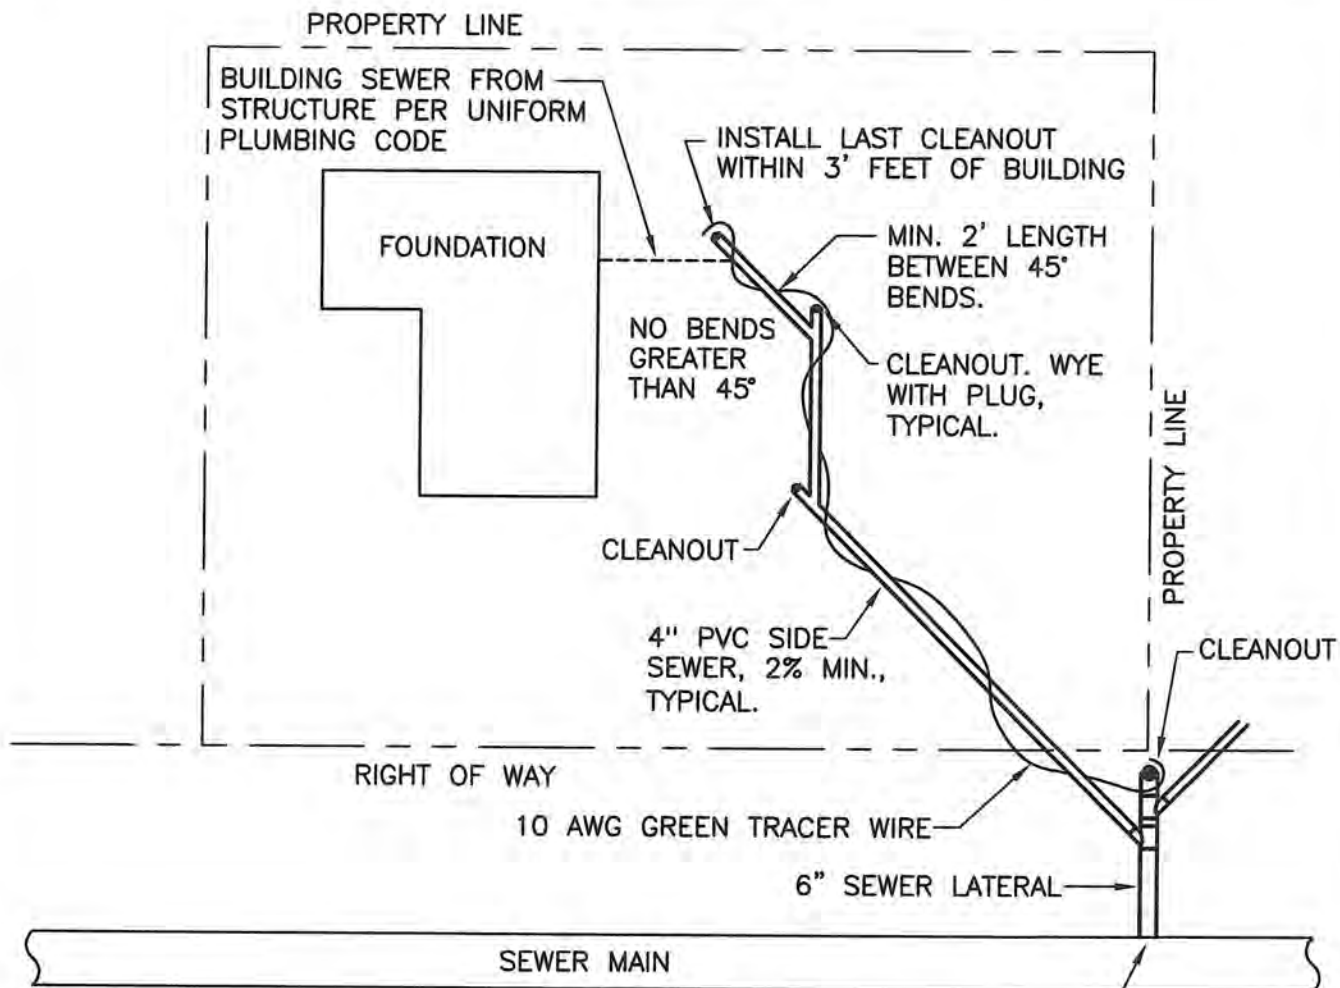 PROPERTY LINE
BUILDING SEWER FROM
STRUCTURE PER UNIFORM
PLUMBING CODE
INSTALL LAST CLEANOUT
WITHIN 3' FEET OF BUILDING
FOUNDATION
MIN. 2' LENGTH
BETWEEN 45°
BENDS.
NO BENDS
GREATER
THAN 45°
CLEANOUT. WYE
WITH PLUG,
TYPICAL.
PROPERTY LINE
CLEANOUT
4" PVC SIDE
SEWER, 2% MIN.,
TYPICAL.
CLEANOUT
RIGHT OF WAY
10 AWG GREEN TRACER WIRE
6" SEWER LATERAL
SEWER MAIN